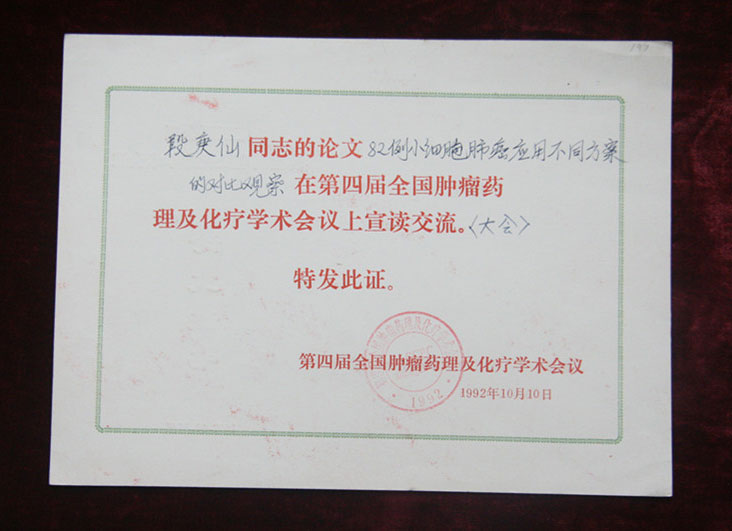 197
段庚仙同志的论文82例小细胞肺癌应用不同方案
的对比观察在第四届全国肿瘤药
理及化疗学术会议上宣读交流。〈大会〉
特发此证。
第四届全国肿瘤药理及化疗学术会议
1992年10月10日
1992